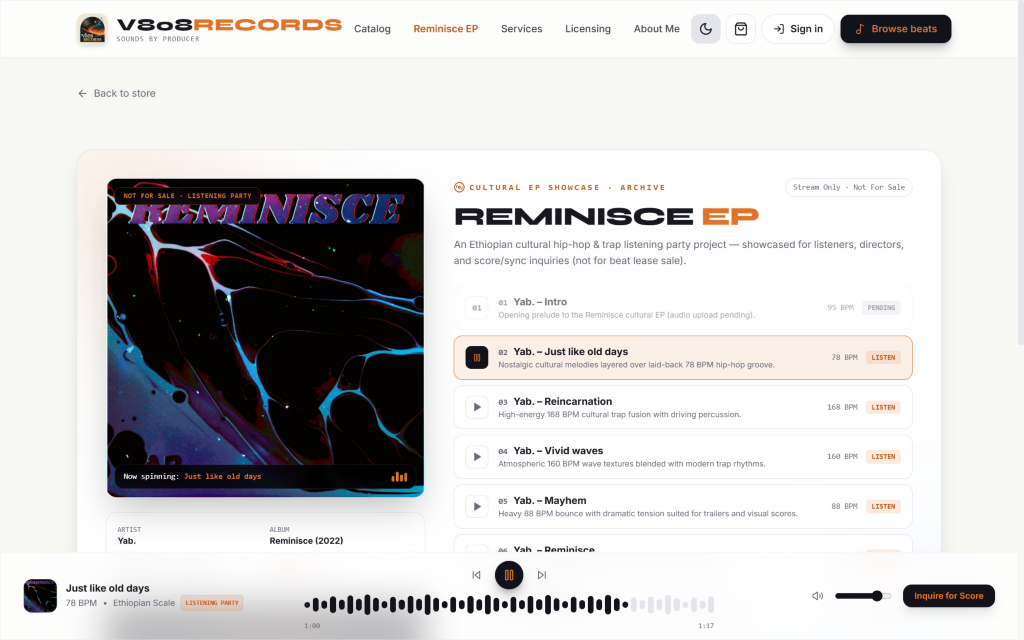 V808RECORDS
SOUNDS BY PRODUCER
Catalog
Reminisce EP
Services
Licensing
About Me
Sign in
Browse beats
Back to store
NOT FOR SALE · LISTENING PARTY
REMINISCE
Now spinning: Just like old days
ARTIST
Yab.
ALBUM
Reminisce (2022)
CULTURAL EP SHOWCASE · ARCHIVE
Stream Only · Not For Sale
REMINISCE EP
An Ethiopian cultural hip-hop & trap listening party project — showcased for listeners, directors,
and score/sync inquiries (not for beat lease sale).
01 01 Yab. – Intro 95 BPM PENDING
Opening prelude to the Reminisce cultural EP (audio upload pending).
02 Yab. – Just like old days 78 BPM LISTEN
Nostalgic cultural melodies layered over laid-back 78 BPM hip-hop groove.
03 Yab. – Reincarnation 168 BPM LISTEN
High-energy 168 BPM cultural trap fusion with driving percussion.
04 Yab. – Vivid waves 160 BPM LISTEN
Atmospheric 160 BPM wave textures blended with modern trap rhythms.
05 Yab. – Mayhem 88 BPM LISTEN
Heavy 88 BPM bounce with dramatic tension suited for trailers and visual scores.
06 Yab. – Reminisce
Just like old days
78 BPM • Ethiopian Scale LISTENING PARTY
1:00
1:17
Inquire for Score